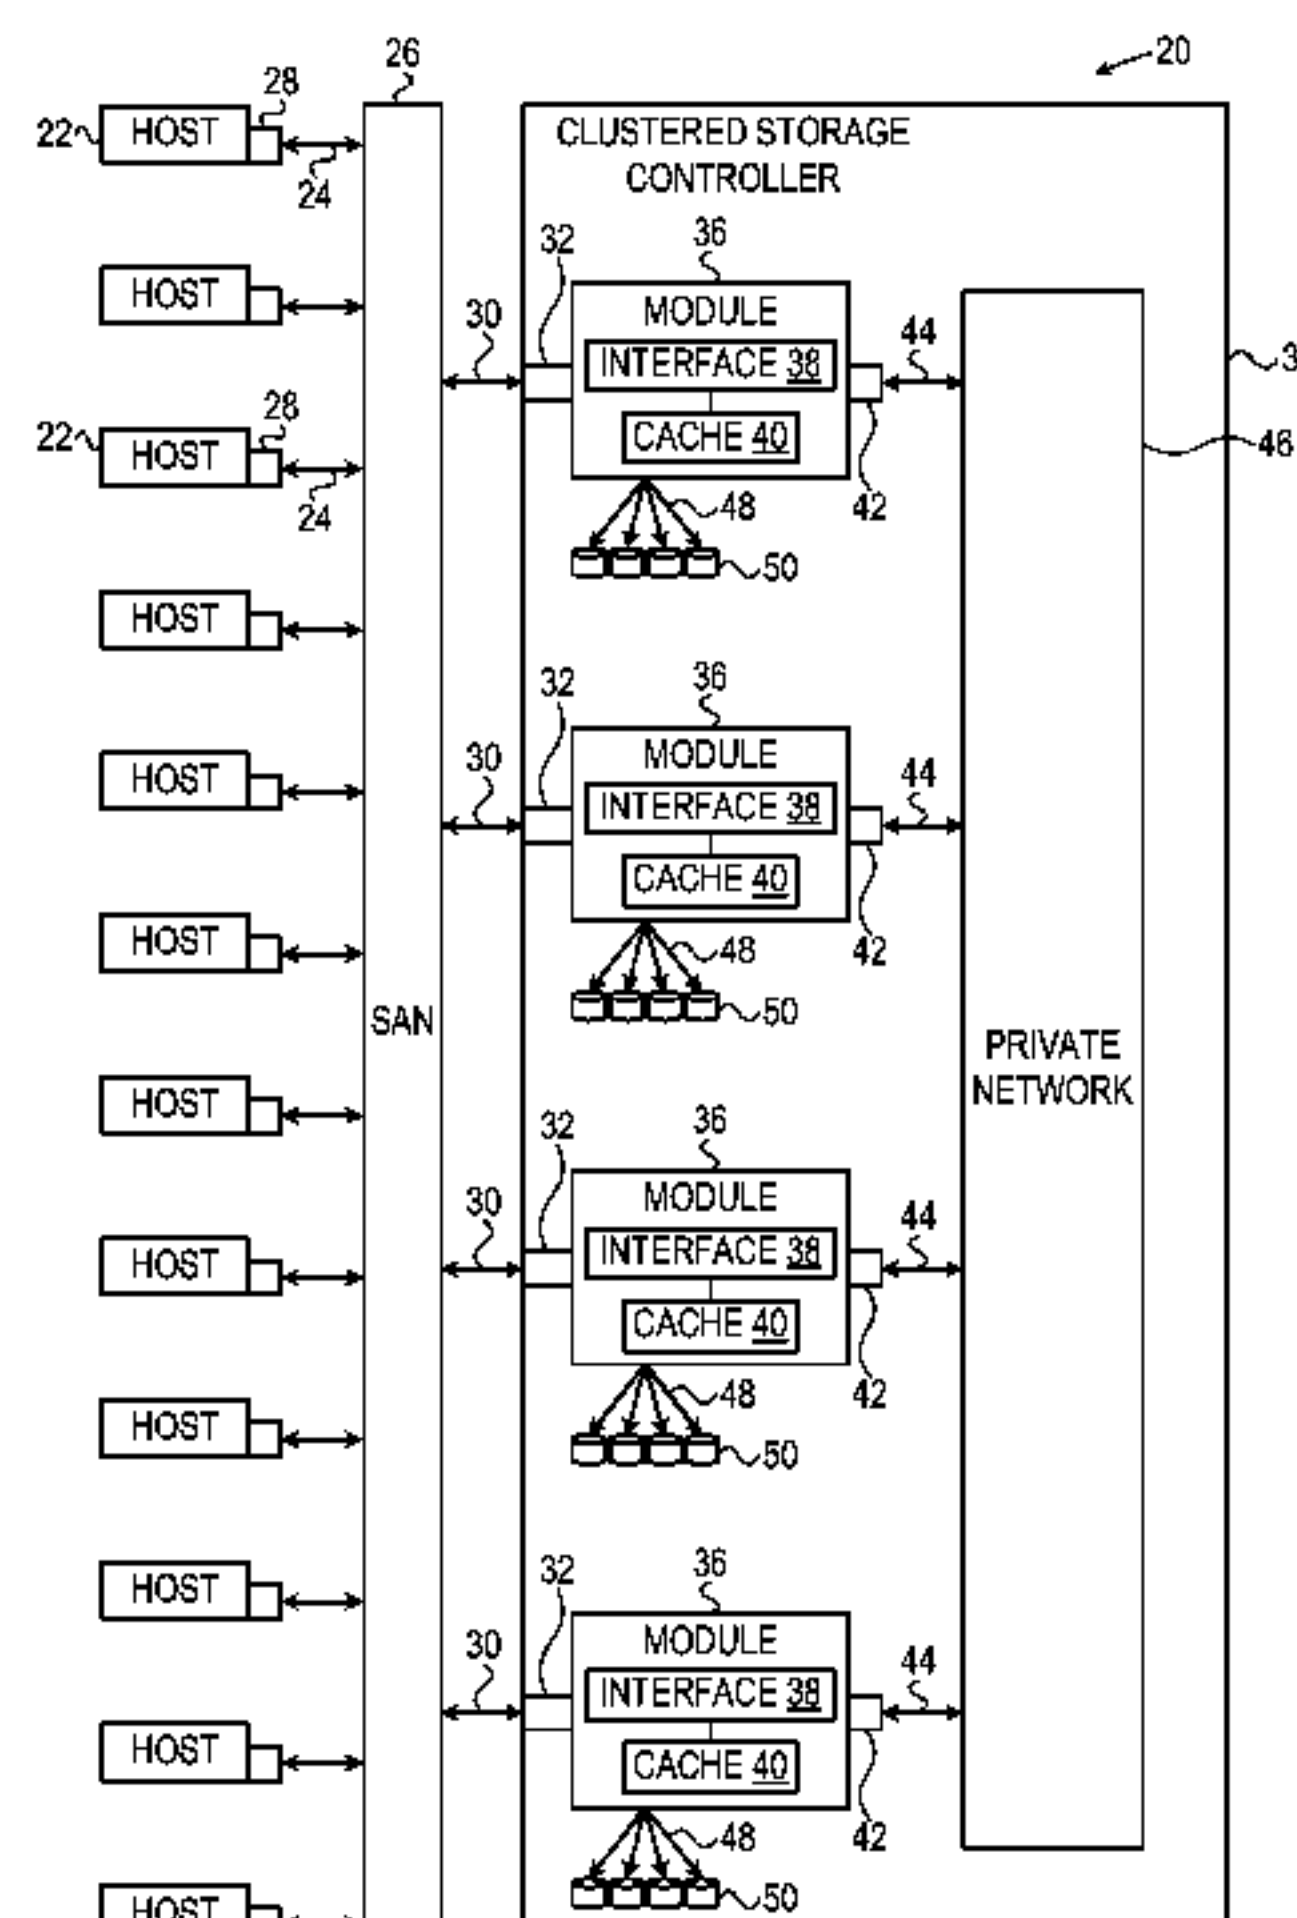 20
26
28
22 HOST
CLUSTERED STORAGE
CONTROLLER
24
32
36
HOST
MODULE
30
INTERFACE 38
44
3
28
22 HOST
CACHE 40
46
24
48
42
50
HOST
32
36
MODULE
30
HOST
INTERFACE 38
44
CACHE 40
HOST
48
42
50
SAN
PRIVATE
NETWORK
HOST
32
36
MODULE
30
INTERFACE 38
44
HOST
CACHE 40
48
42
HOST
50
32
36
HOST
MODULE
30
INTERFACE 38
44
HOST
CACHE 40
48
42
50
HOST